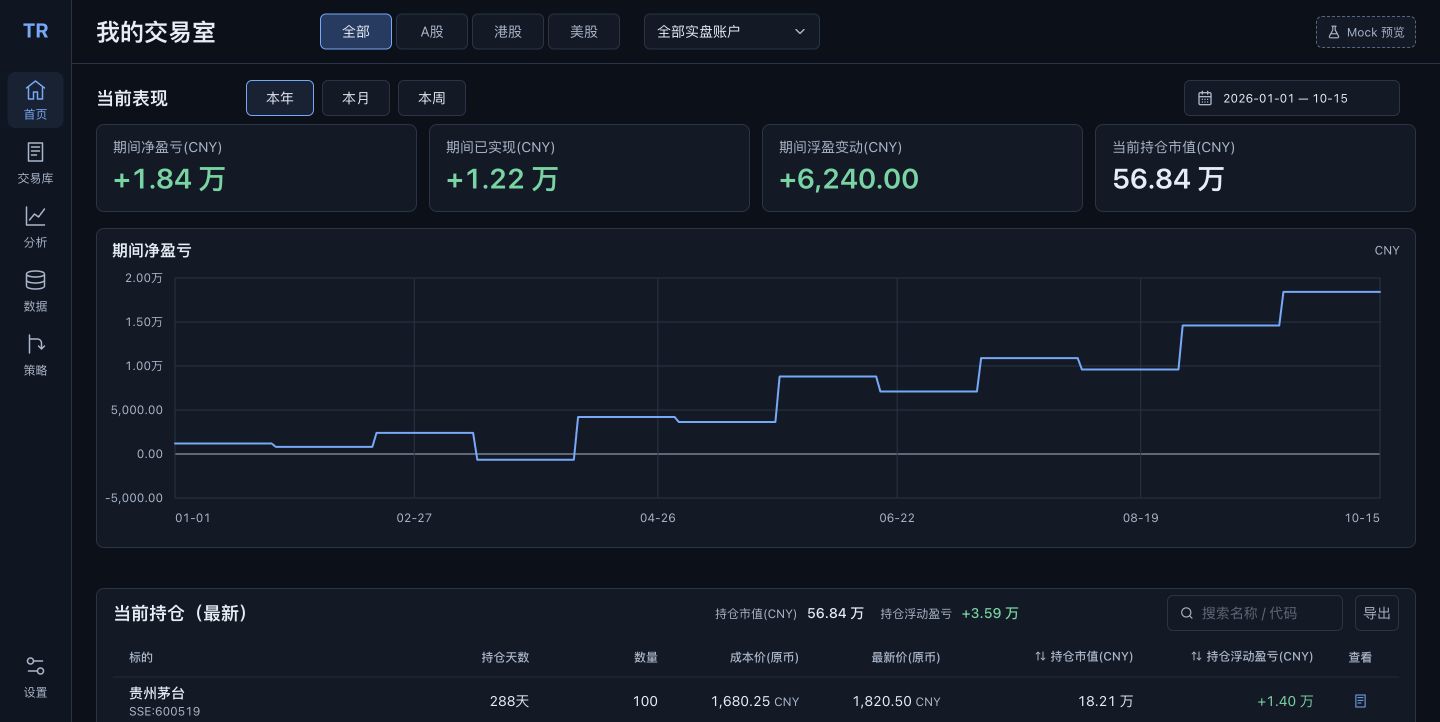 TR
我的交易室
全部 A股 港股 美股 全部实盘账户
Mock 预览
首页
交易库
分析
数据
策略
设置
当前表现 本年 本月 本周 2026-01-01 — 10-15
期间净盈亏(CNY)
+1.84 万
期间已实现(CNY)
+1.22 万
期间浮盈变动(CNY)
+6,240.00
当前持仓市值(CNY)
56.84 万
期间净盈亏 CNY
2.00万
1.50万
1.00万
5,000.00
0.00
-5,000.00
01-01 02-27 04-26 06-22 08-19 10-15
当前持仓（最新） 持仓市值(CNY) 56.84 万 持仓浮动盈亏 +3.59 万 搜索名称 / 代码 导出
标的 持仓天数 数量 成本价(原币) 最新价(原币) ↑↓ 持仓市值(CNY) ↑↓ 持仓浮动盈亏(CNY) 查看
贵州茅台 288天 100 1,680.25 CNY 1,820.50 CNY 18.21 万 +1.40 万
SSE:600519